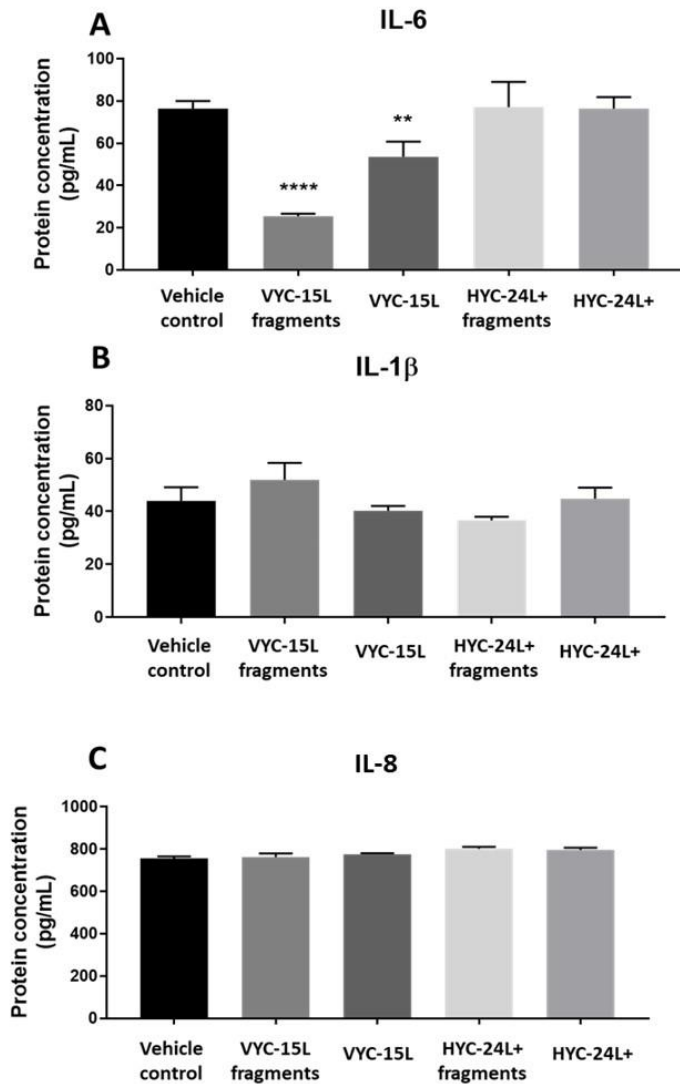 A
IL-6
Protein concentration
(pg/mL)
100
80
60
40
20
0
****
**
Vehicle
control
VYC-15L
fragments
VYC-15L
HYC-24L+
fragments
HYC-24L+
B
IL-1β
Protein concentration
(pg/mL)
80
60
40
20
0
Vehicle
control
VYC-15L
fragments
VYC-15L
HYC-24L+
fragments
HYC-24L+
C
IL-8
Protein concentration
(pg/mL)
1000
800
600
400
200
0
Vehicle
control
VYC-15L
fragments
VYC-15L
HYC-24L+
fragments
HYC-24L+